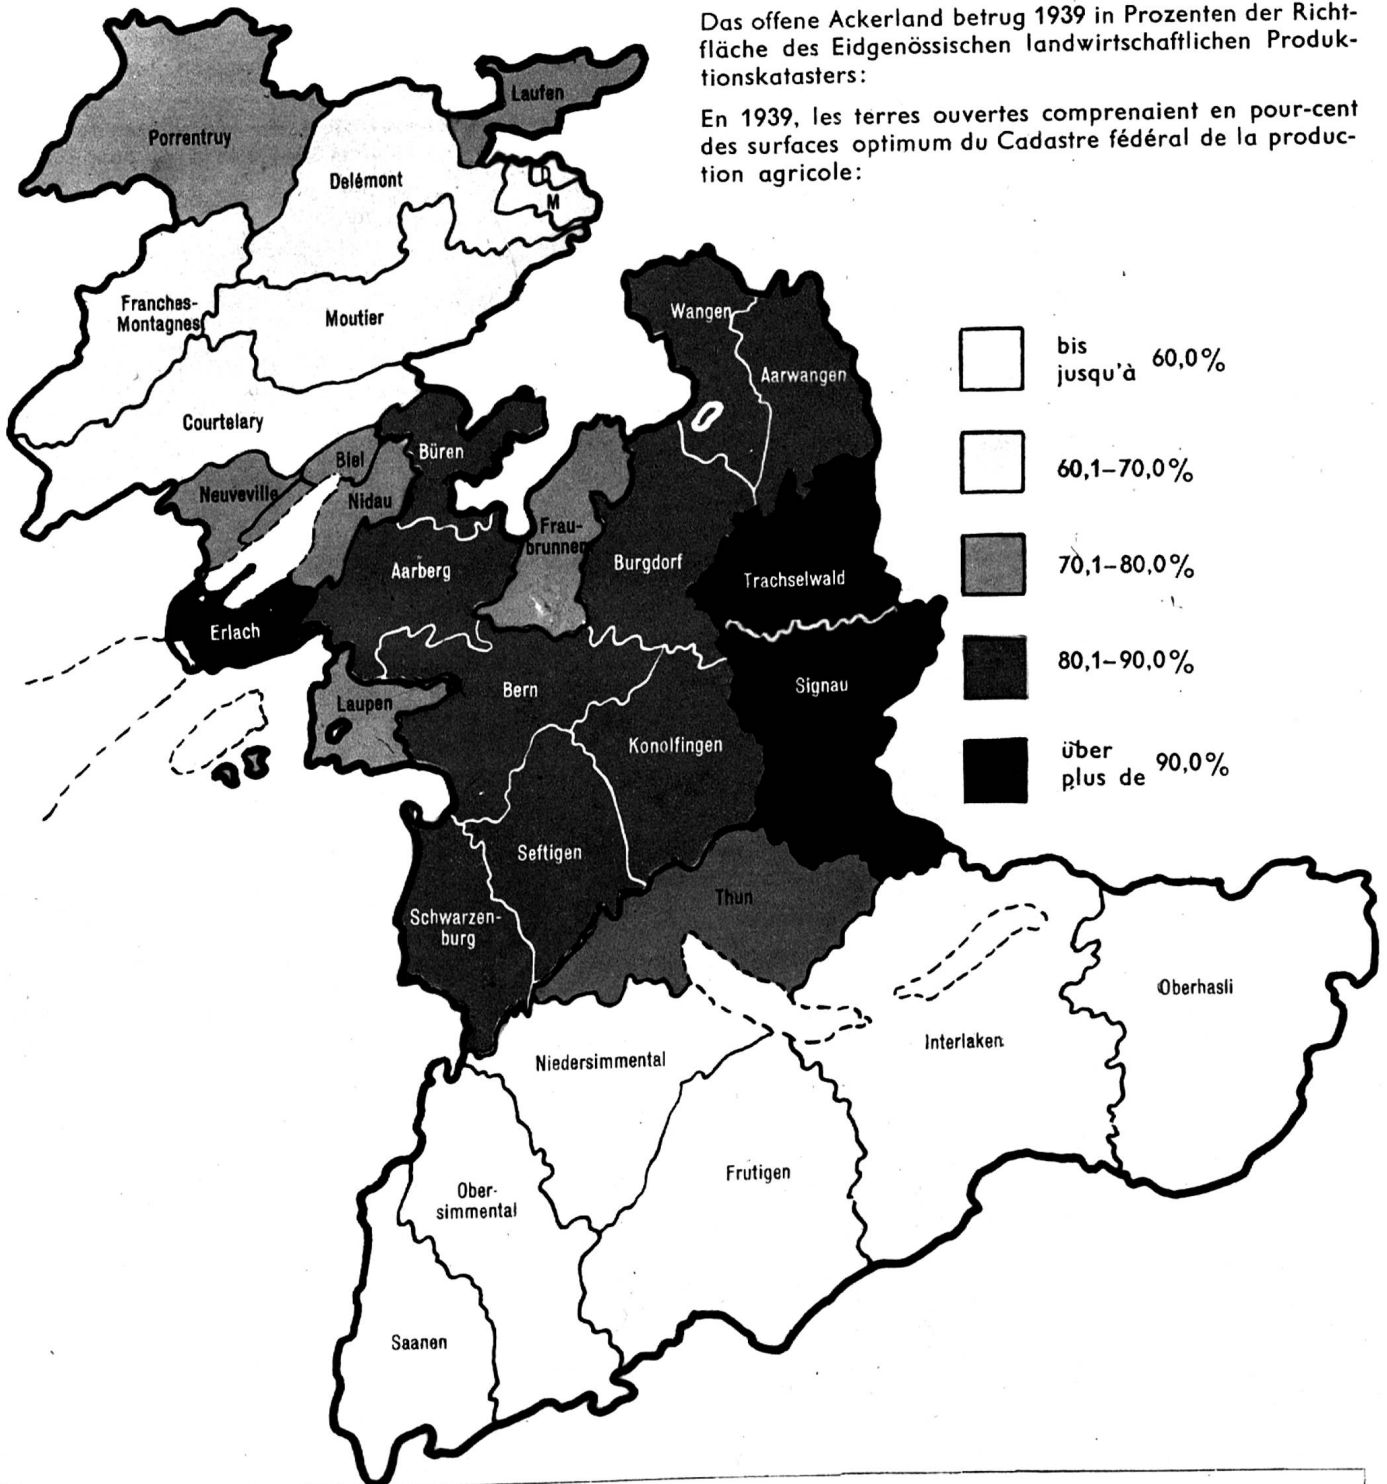 Das offene Ackerland betrug 1939 in Prozenten der Richt-
fläche des Eidgenössischen landwirtschaftlichen Produk-
tionskatasters:
En 1939, les terres ouvertes comprenaient en pour-cent
des surfaces optimum du Cadastre fédéral de la produc-
tion agricole:
Laufen
Porrentruy
Delémont
D
M
Franches-
Montagnes
Moutier
Courtelary
Wangen
Aarwangen
Biel
Büren
Neuveville
Nidau
Frau-
brunnen
Aarberg
Burgdorf
Trachselwald
Erlach
Signau
Bern
Laupen
Konolfingen
Seftigen
Thun
Schwarzen-
burg
Oberhasli
Interlaken
Niedersimmental
Frutigen
Ober-
simmental
Saanen
bis
jusqu'à 60,0%
60,1–70,0%
70,1–80,0%
80,1–90,0%
über
plus de 90,0%